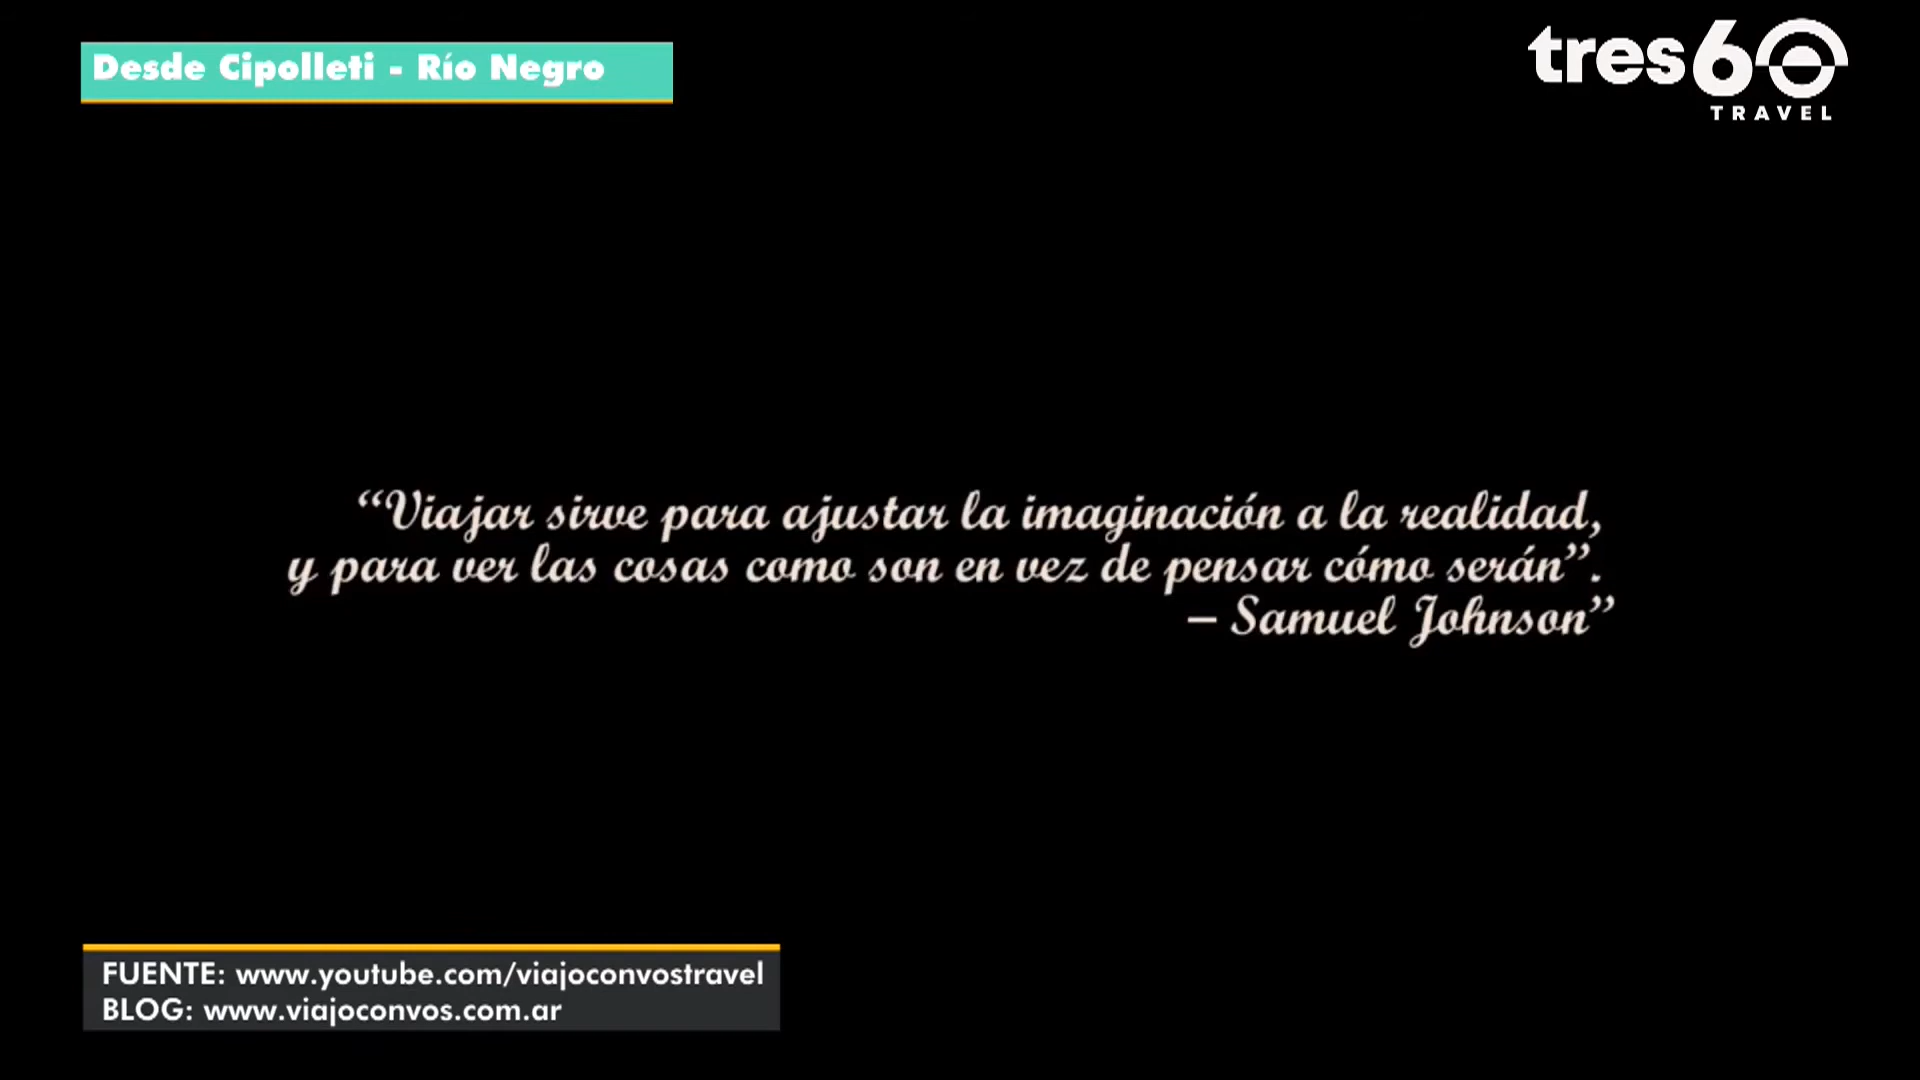 Desde Cipolleti - Río Negro
tres60
TRAVEL
“Viajar sirve para ajustar la imaginación a la realidad,
y para ver las cosas como son en vez de pensar cómo serán”.
– Samuel Johnson”
FUENTE: www.youtube.com/viajoconvostravel
BLOG: www.viajoconvos.com.ar